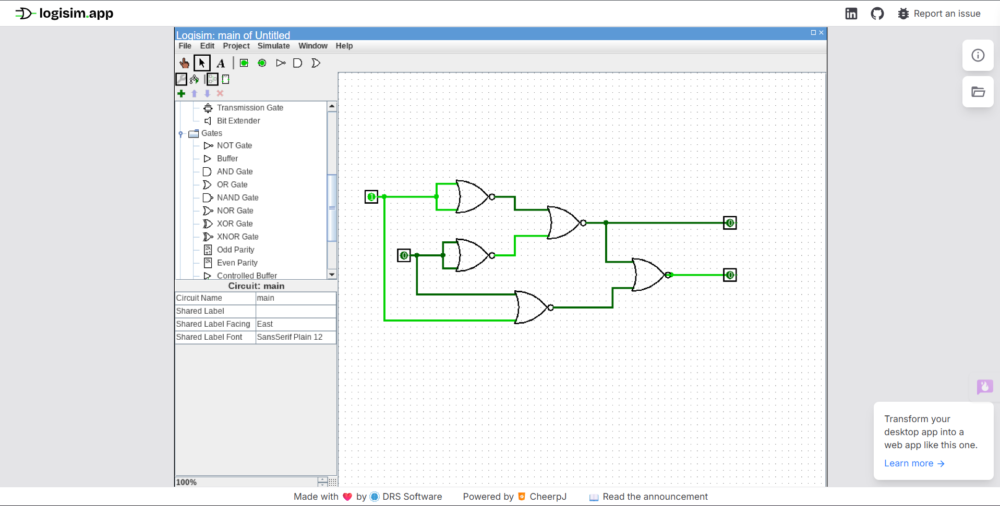 logisim.app
Report an issue
Logisim: main of Untitled
File Edit Project Simulate Window Help
A
Transmission Gate
Bit Extender
Gates
NOT Gate
Buffer
AND Gate
OR Gate
NAND Gate
NOR Gate
XOR Gate
XNOR Gate
Odd Parity
Even Parity
Controlled Buffer
Circuit: main
Circuit Name main
Shared Label
Shared Label Facing East
Shared Label Font SansSerif Plain 12
100%
1
0
0
0
Transform your
desktop app into a
web app like this one.
Learn more →
Made with ❤️ by DRS Software Powered by CheerpJ Read the announcement